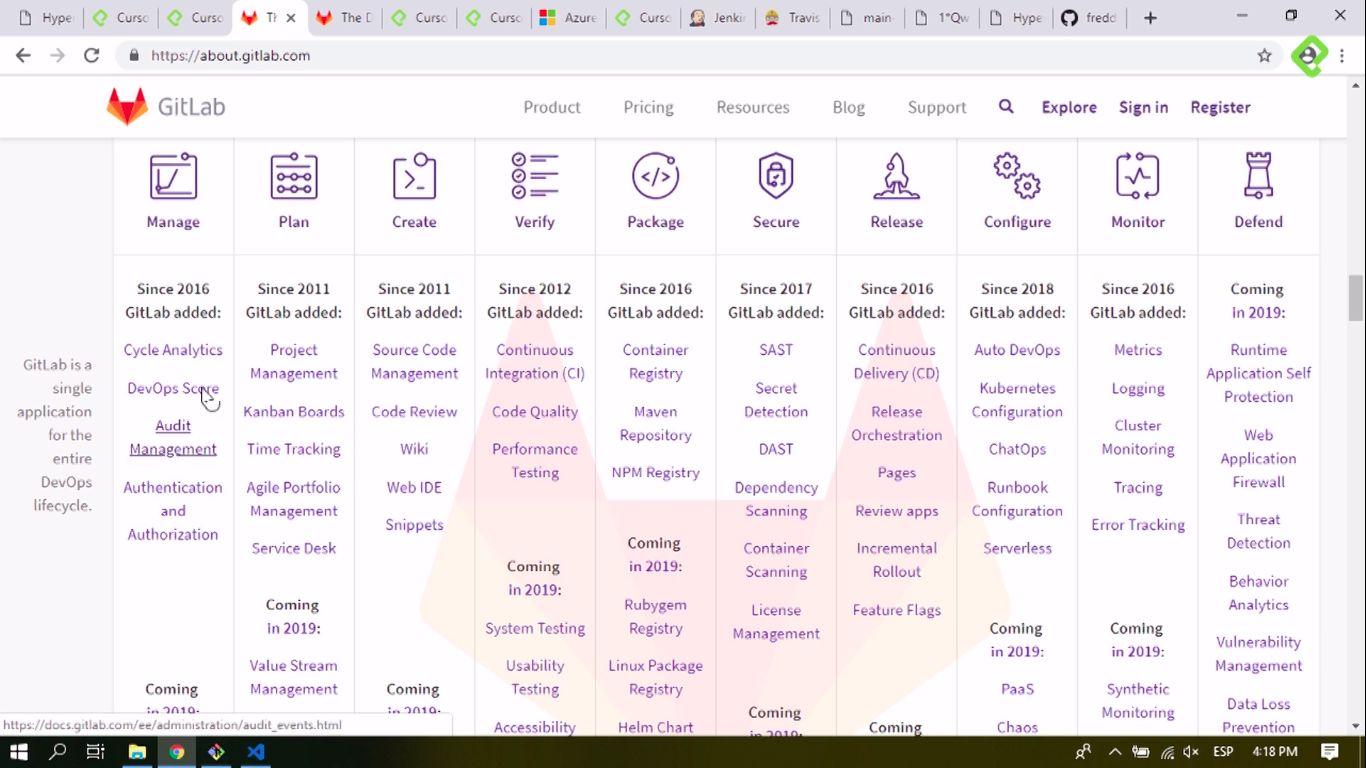 Hype
Curso
Curso
Th
The D
Curso
Curso
Azure
Curso
Jenki
Travis
main-
1"Qw
Hype
fredd
https://about.gitlab.com
GitLab
Product
Pricing
Resources
Blog
Support
Explore
Sign in
Register
GitLab is a
single
application
for the
entire
DevOps
lifecycle.
Manage
Since 2016
GitLab added:
Cycle Analytics
DevOps Score
Audit
Management
Authentication
and
Authorization
Coming
in 2019:
Plan
Since 2011
GitLab added:
Project
Management
Kanban Boards
Time Tracking
Agile Portfolio
Management
Service Desk
Coming
in 2019:
Value Stream
Management
Create
Since 2011
GitLab added:
Source Code
Management
Code Review
Wiki
Web IDE
Snippets
Coming
in 2019:
Verify
Since 2012
GitLab added:
Continuous
Integration (CI)
Code Quality
Performance
Testing
Coming
in 2019:
System Testing
Usability
Testing
Accessibility
Package
Since 2016
GitLab added:
Container
Registry
Maven
Repository
NPM Registry
Coming
in 2019:
Rubygem
Registry
Linux Package
Registry
Helm Chart
Secure
Since 2017
GitLab added:
SAST
Secret
Detection
DAST
Dependency
Scanning
Container
Scanning
License
Management
Coming
in 2019:
Release
Since 2016
GitLab added:
Continuous
Delivery (CD)
Release
Orchestration
Pages
Review apps
Incremental
Rollout
Feature Flags
Coming
Configure
Since 2018
GitLab added:
Auto DevOps
Kubernetes
Configuration
ChatOps
Runbook
Configuration
Serverless
Coming
in 2019:
PaaS
Chaos
Monitor
Since 2016
GitLab added:
Metrics
Logging
Cluster
Monitoring
Tracing
Error Tracking
Coming
in 2019:
Synthetic
Monitoring
Defend
Coming
in 2019:
Runtime
Application Self
Protection
Web
Application
Firewall
Threat
Detection
Behavior
Analytics
Vulnerability
Management
Data Loss
Prevention
https://docs.gitlab.com/ee/administration/audit_events.html
ESP
4:18 PM